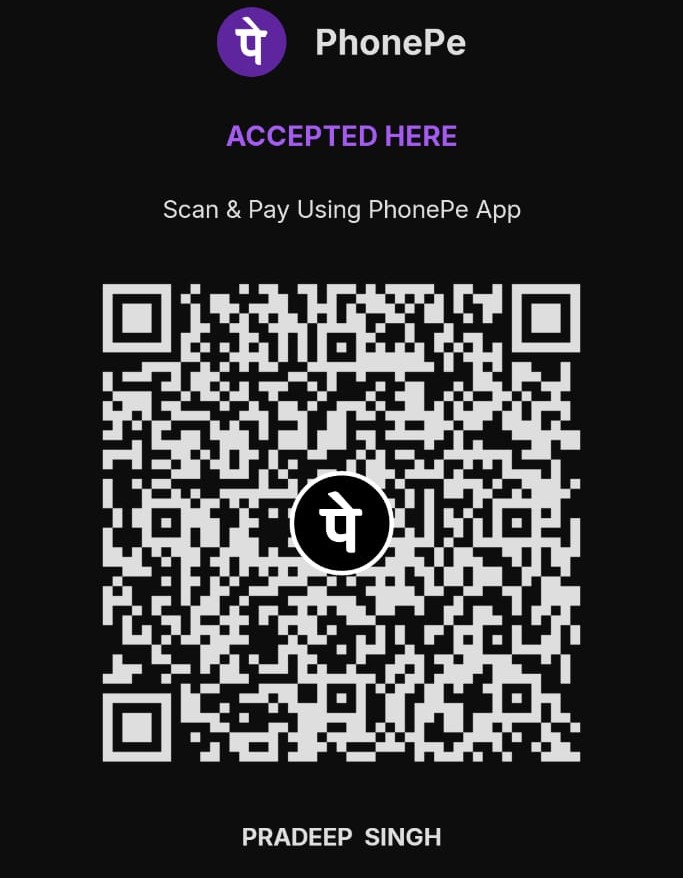 पे PhonePe
ACCEPTED HERE
Scan & Pay Using PhonePe App
पे
PRADEEP SINGH